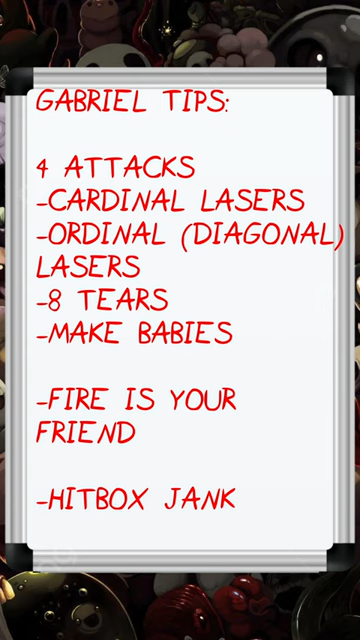 GABRIEL TIPS:
4 ATTACKS
-CARDINAL LASERS
-ORDINAL (DIAGONAL)
LASERS
-8 TEARS
-MAKE BABIES
-FIRE IS YOUR
FRIEND
-HITBOX JANK